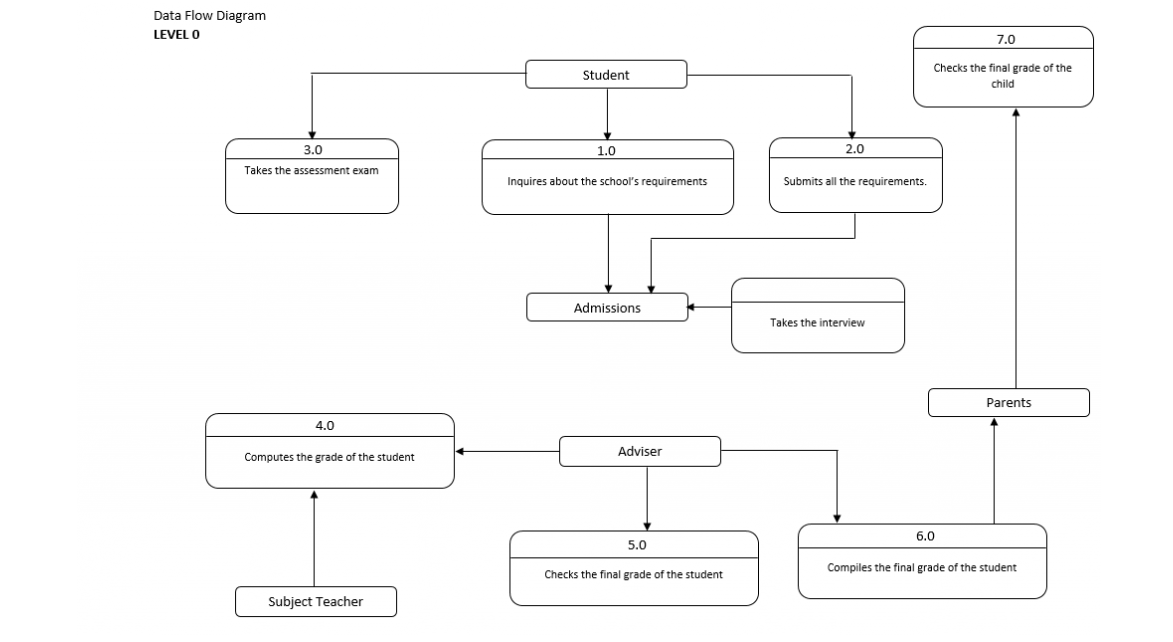 Data Flow Diagram
LEVEL 0
7.0
Checks the final grade of the
child
Student
3.0
Takes the assessment exam
1.0
Inquires about the school's requirements
2.0
Submits all the requirements.
Admissions
Takes the interview
Parents
4.0
Computes the grade of the student
Adviser
5.0
Checks the final grade of the student
6.0
Compiles the final grade of the student
Subject Teacher